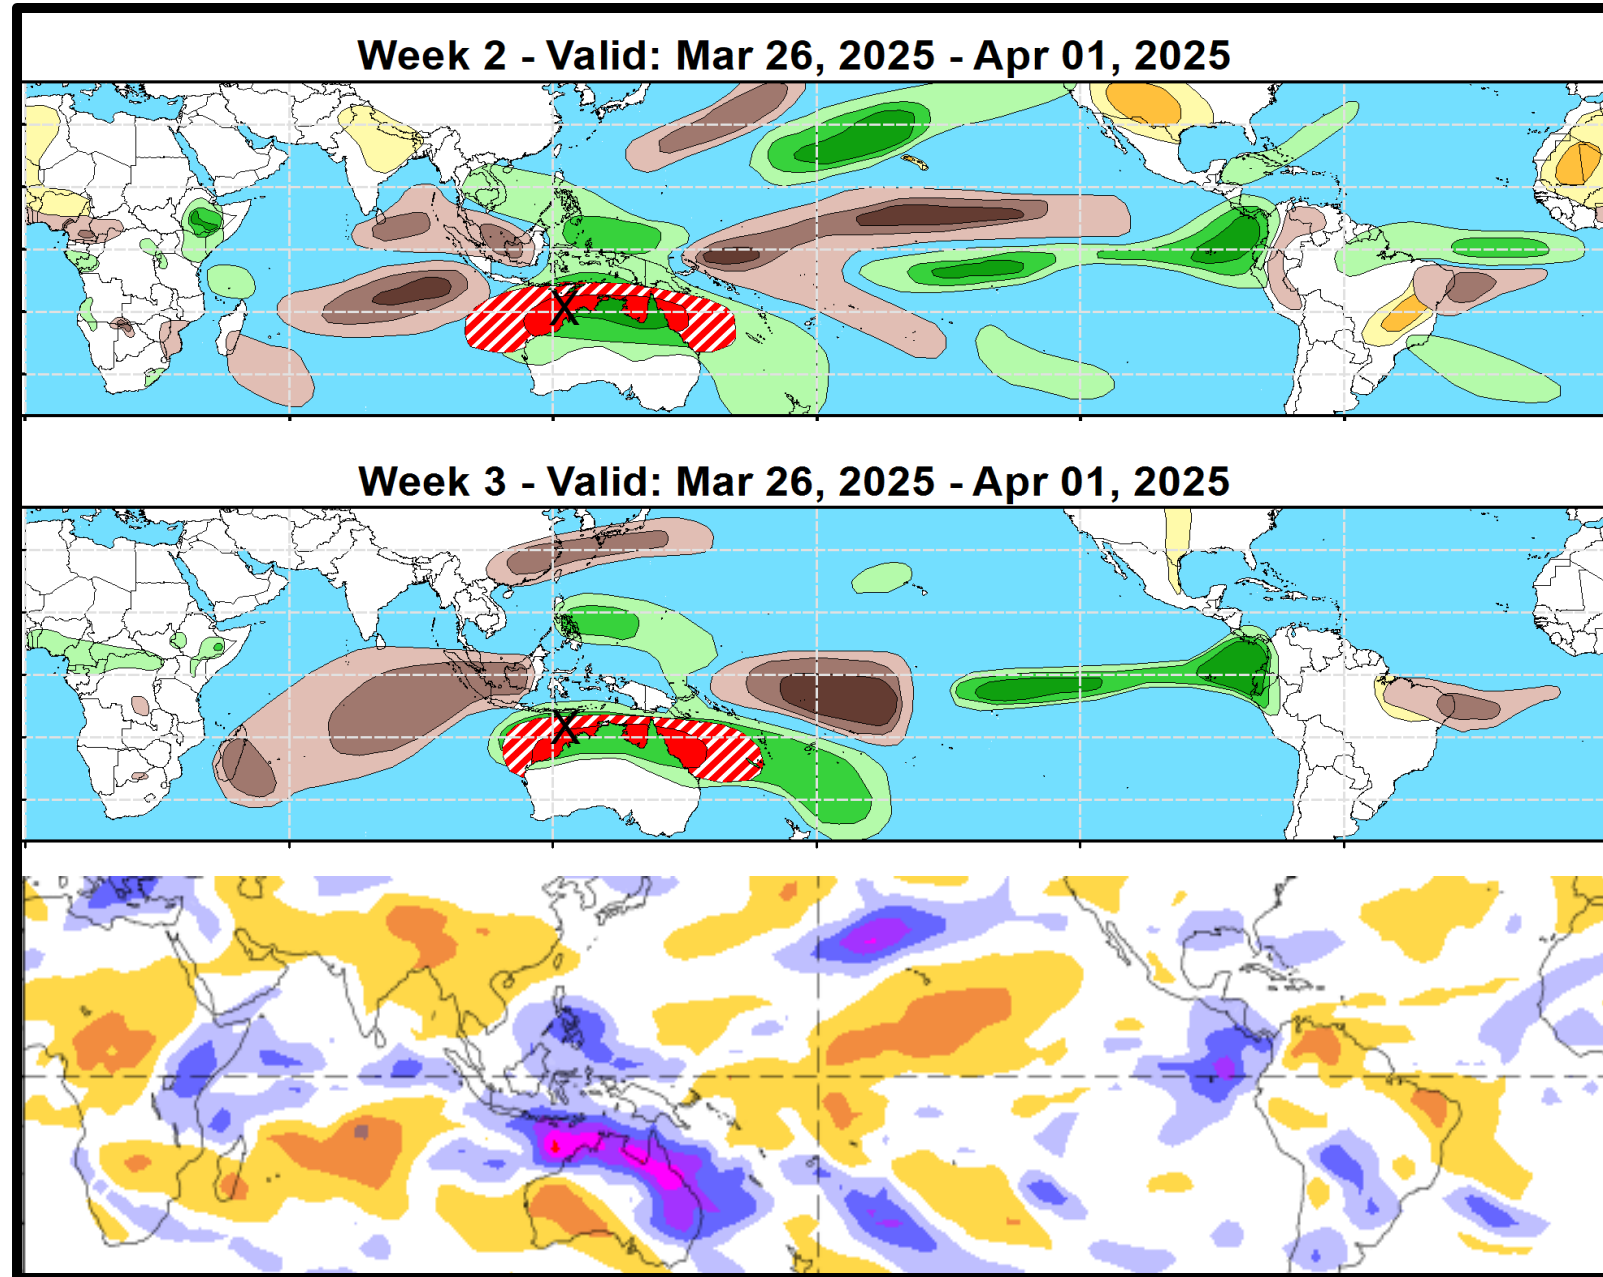 Week 2 - Valid: Mar 26, 2025 - Apr 01, 2025
X
Week 3 - Valid: Mar 26, 2025 - Apr 01, 2025
X